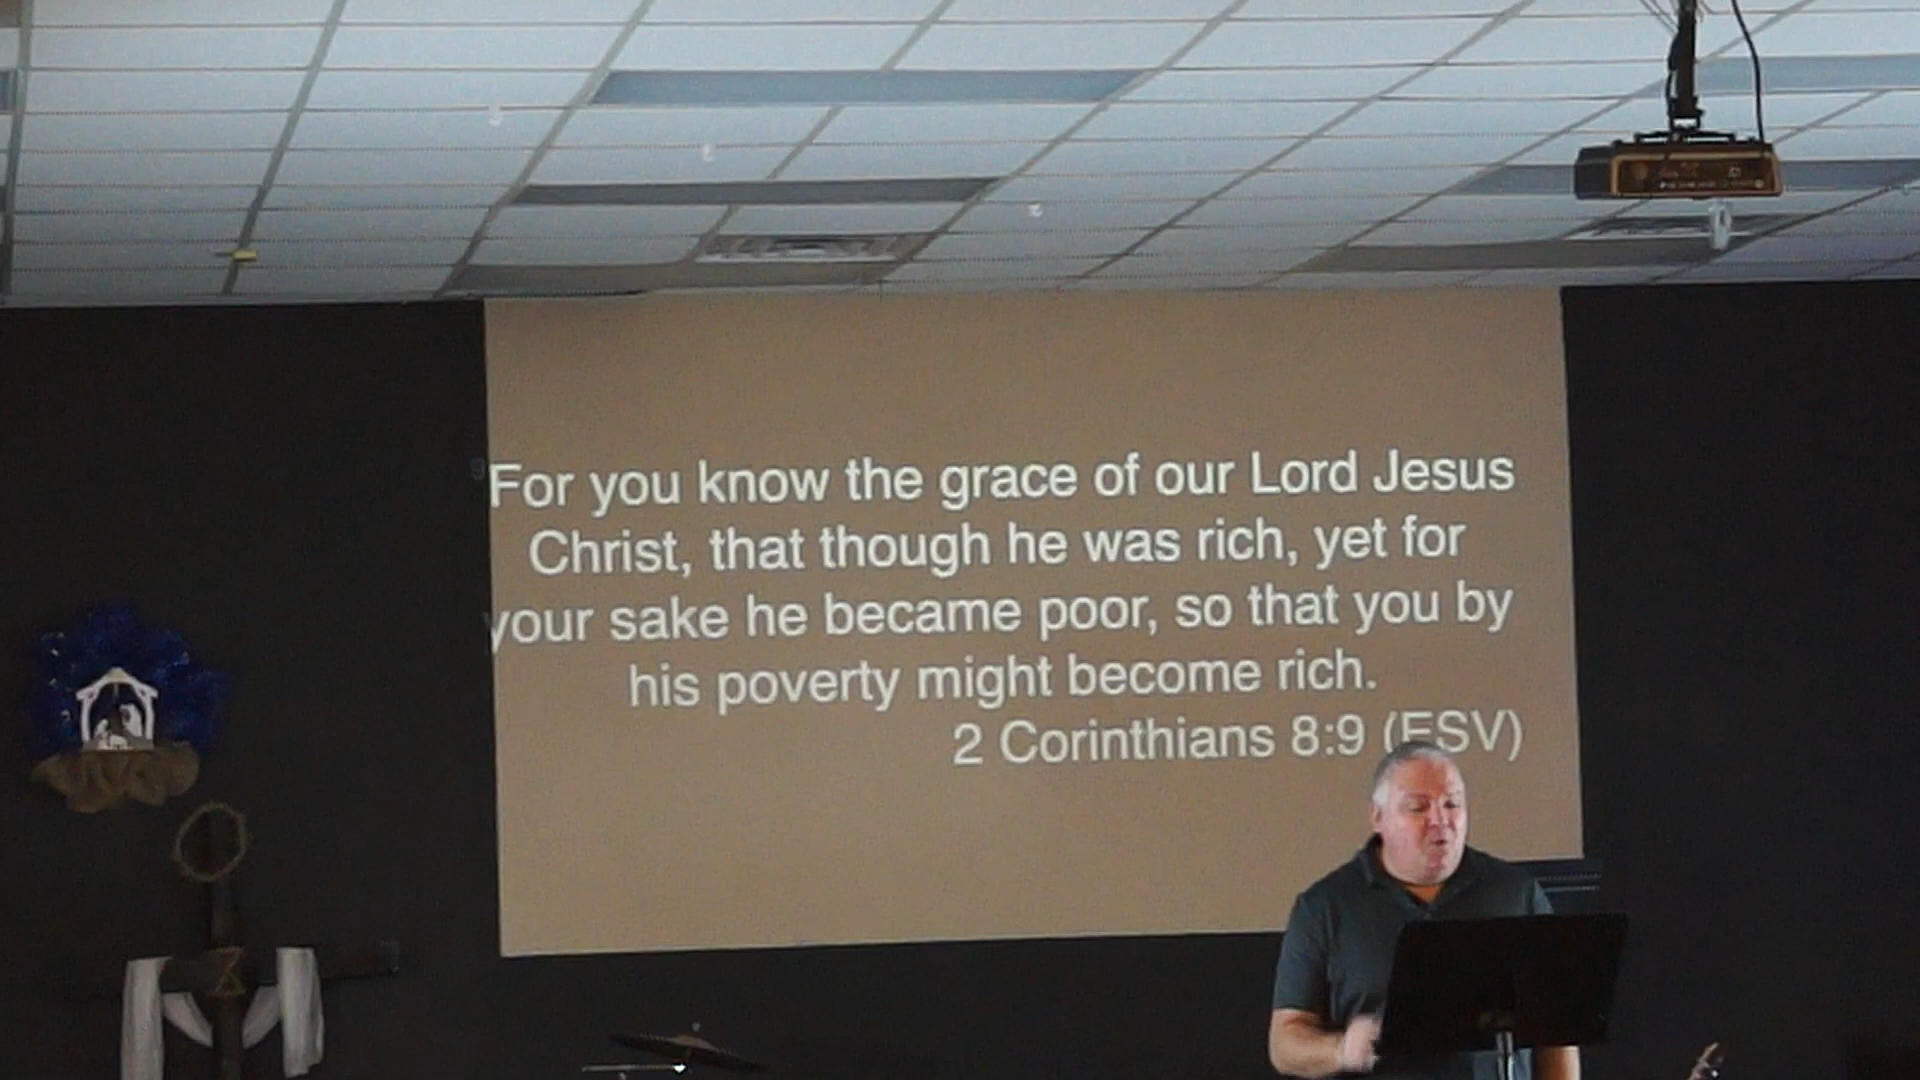 For you know the grace of our Lord Jesus
Christ, that though he was rich, yet for
your sake he became poor, so that you by
his poverty might become rich.
2 Corinthians 8:9 (ESV)